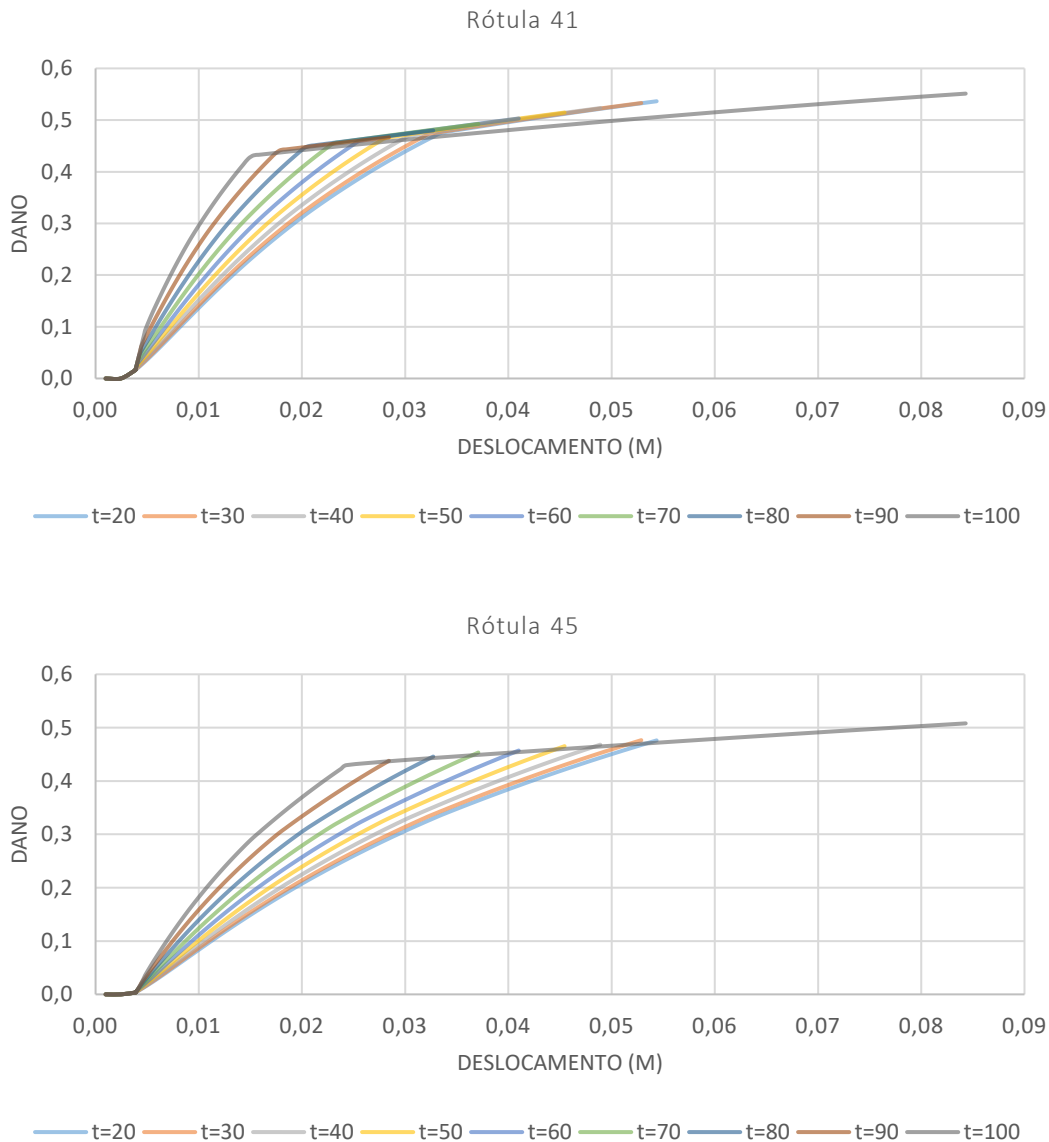 Rótula 41
0,6
0,5
0,4
0,3
0,2
0,1
0,0
DANO
0,00 0,01 0,02 0,03 0,04 0,05 0,06 0,07 0,08 0,09
DESLOCAMENTO (M)
t=20 t=30 t=40 t=50 t=60 t=70 t=80 t=90 t=100
Rótula 45
0,6
0,5
0,4
0,3
0,2
0,1
0,0
DANO
0,00 0,01 0,02 0,03 0,04 0,05 0,06 0,07 0,08 0,09
DESLOCAMENTO (M)
t=20 t=30 t=40 t=50 t=60 t=70 t=80 t=90 t=100